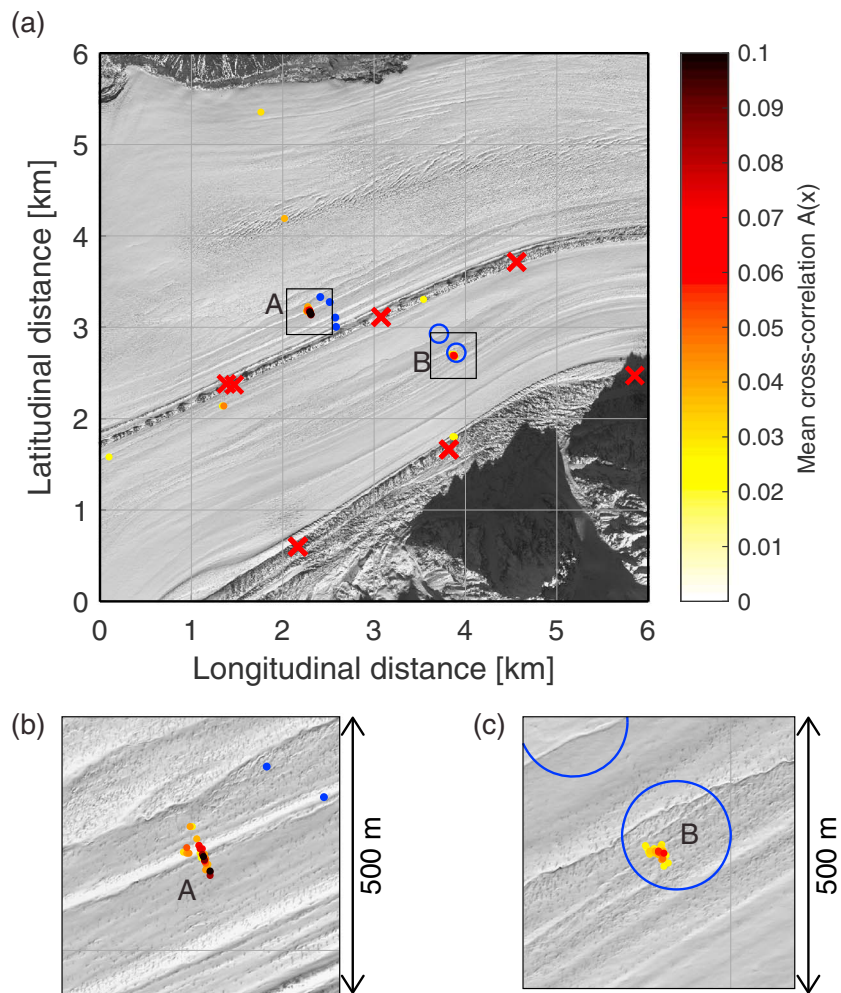 (a)
6
5
4
3
2
1
0
Latitudinal distance [km]
0
1
2
3
4
5
6
Longitudinal distance [km]
A
B
0.1
0.09
0.08
0.07
0.06
0.05
0.04
0.03
0.02
0.01
0
Mean cross-correlation A(x)
(b)
A
500 m
(c)
B
500 m